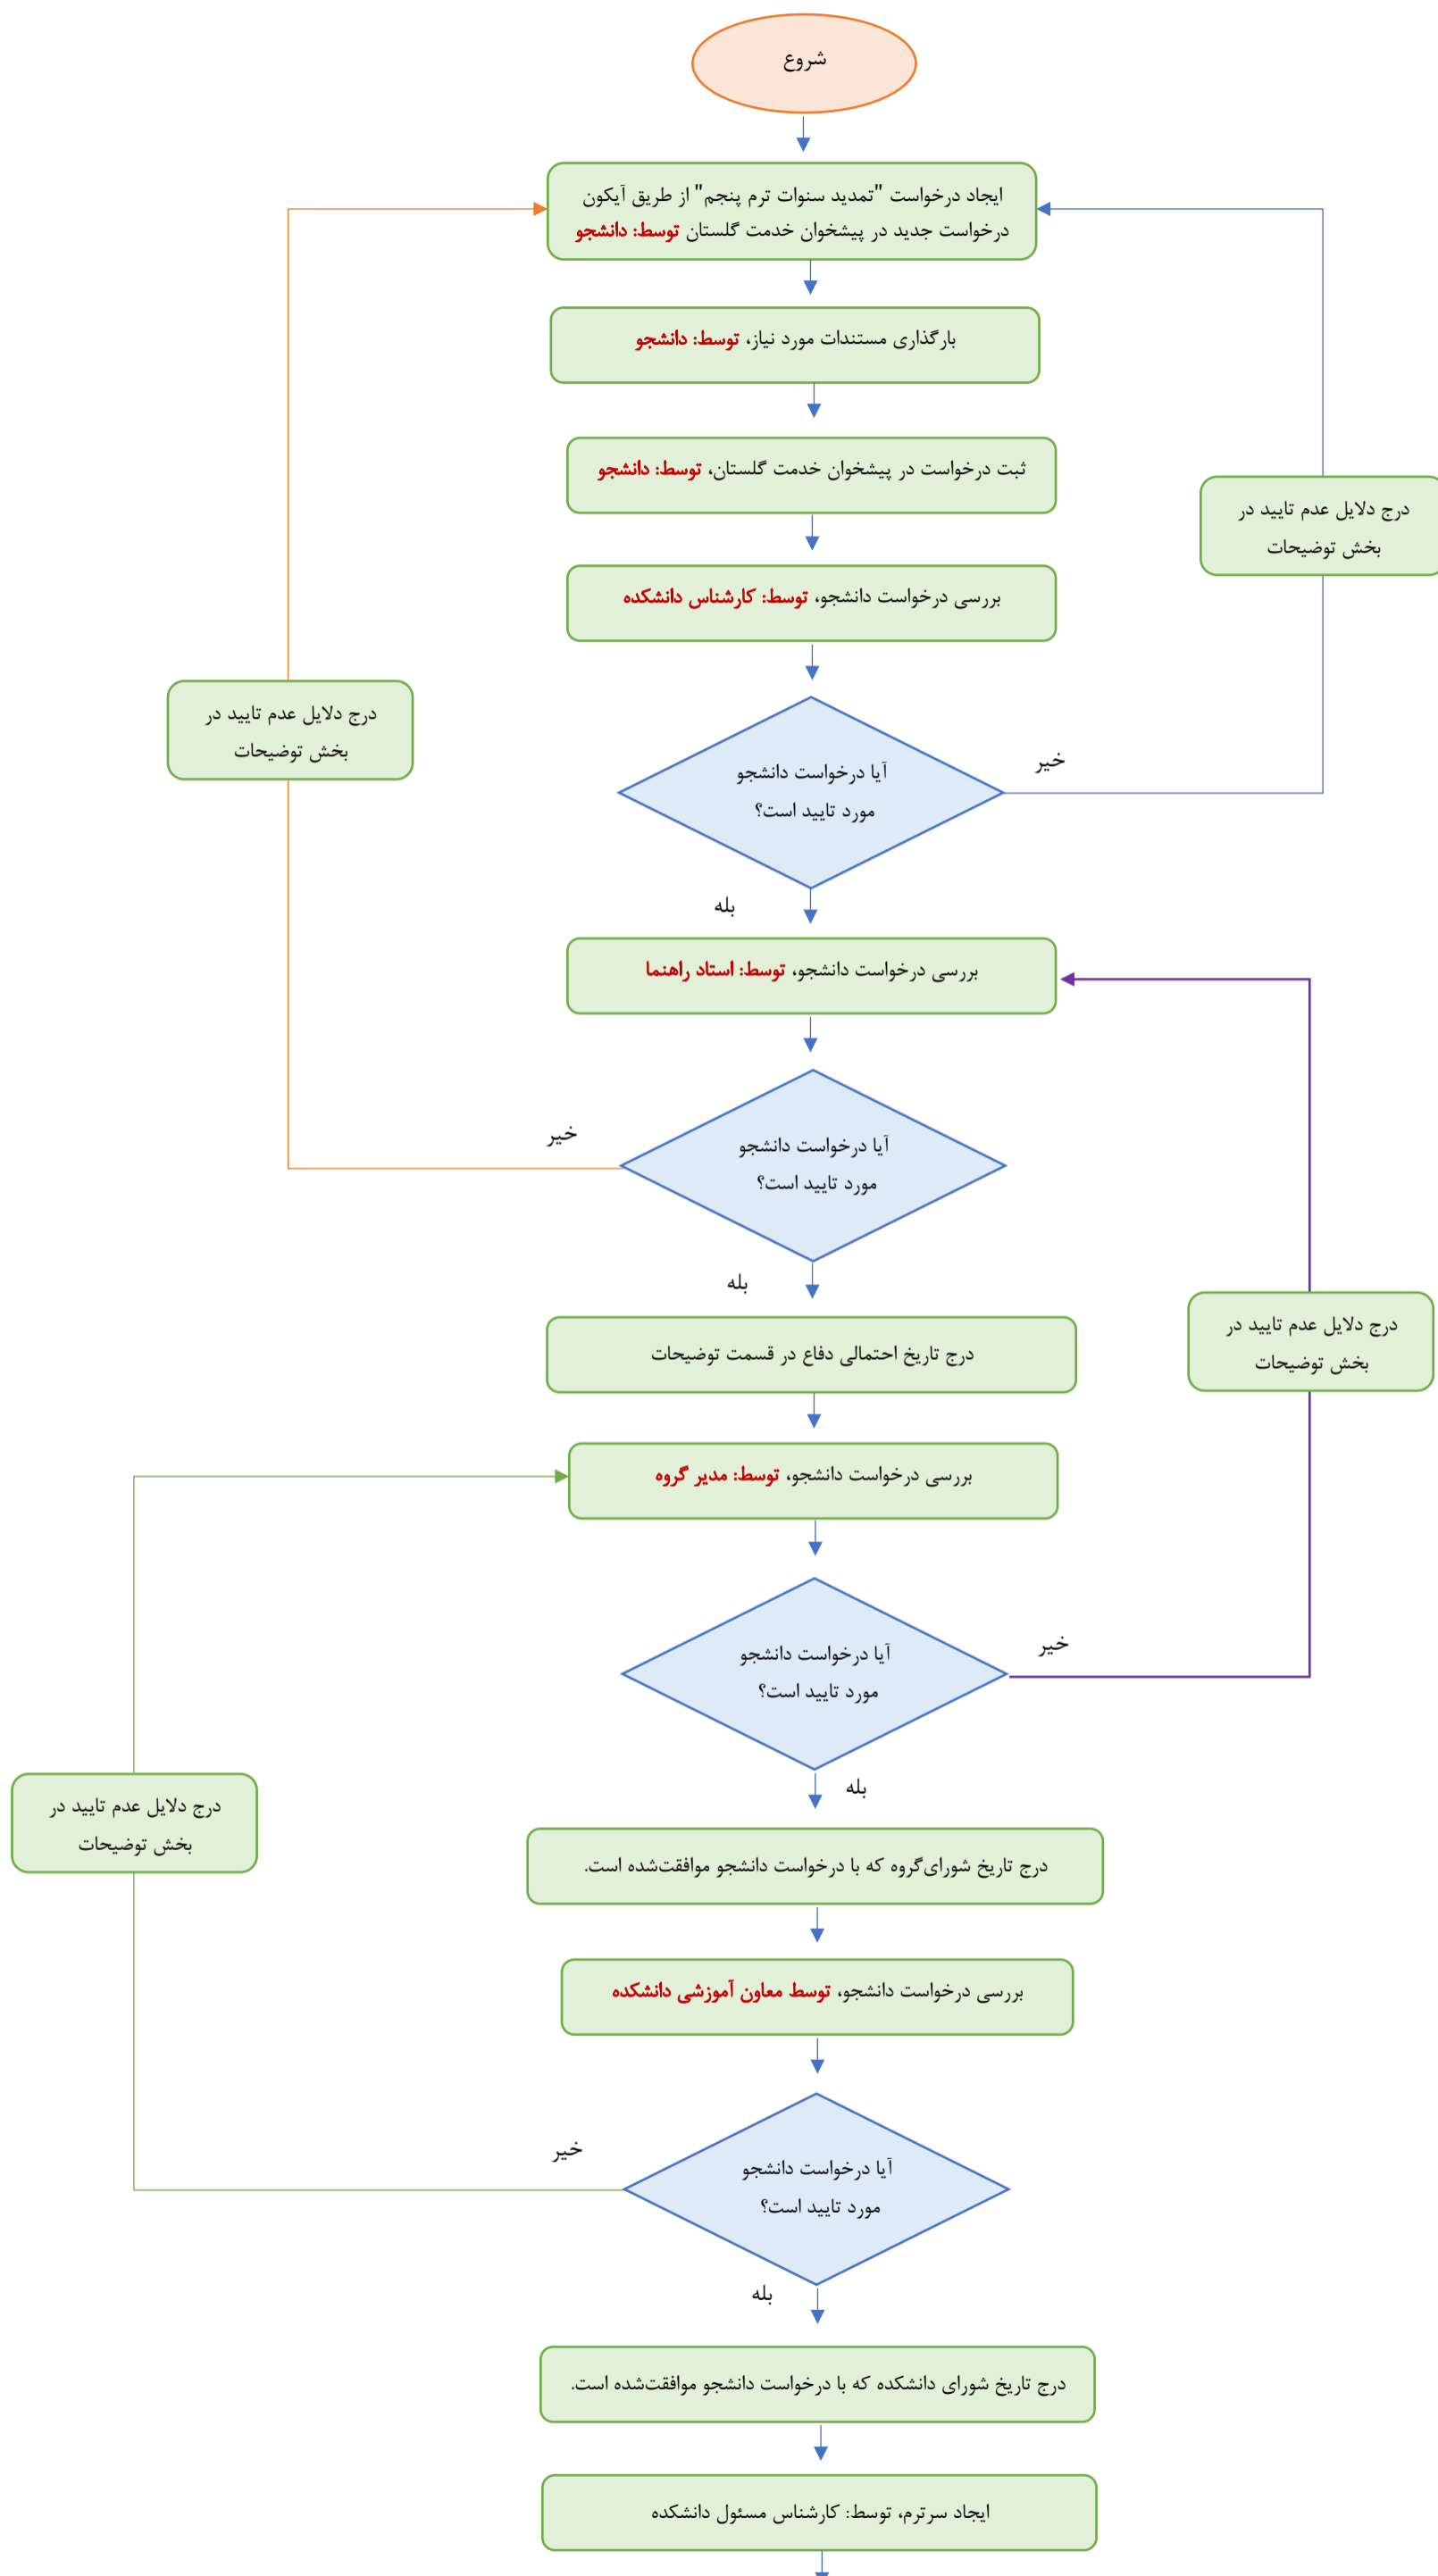 شروع
ایجاد درخواست "تمدید سنوات ترم پنجم" از طریق آیکون
درخواست جدید در پیشخوان خدمت گلستان توسط: دانشجو
بارگذاری مستندات مورد نیاز، توسط: دانشجو
ثبت درخواست در پیشخوان خدمت گلستان، توسط: دانشجو
درج دلایل عدم تایید در
بخش توضیحات
بررسی درخواست دانشجو، توسط: کارشناس دانشکده
درج دلایل عدم تایید در
بخش توضیحات
آیا درخواست دانشجو
مورد تایید است؟
خیر
بله
بررسی درخواست دانشجو، توسط: استاد راهنما
آیا درخواست دانشجو
مورد تایید است؟
خیر
بله
درج تاریخ احتمالی دفاع در قسمت توضیحات
درج دلایل عدم تایید در
بخش توضیحات
بررسی درخواست دانشجو، توسط: مدیر گروه
آیا درخواست دانشجو
مورد تایید است؟
خیر
بله
درج دلایل عدم تایید در
بخش توضیحات
درج تاریخ شورای‌گروه که با درخواست دانشجو موافقت‌شده است.
بررسی درخواست دانشجو، توسط معاون آموزشی دانشکده
آیا درخواست دانشجو
مورد تایید است؟
خیر
بله
درج تاریخ شورای دانشکده که با درخواست دانشجو موافقت‌شده است.
ایجاد سرترم، توسط: کارشناس مسئول دانشکده